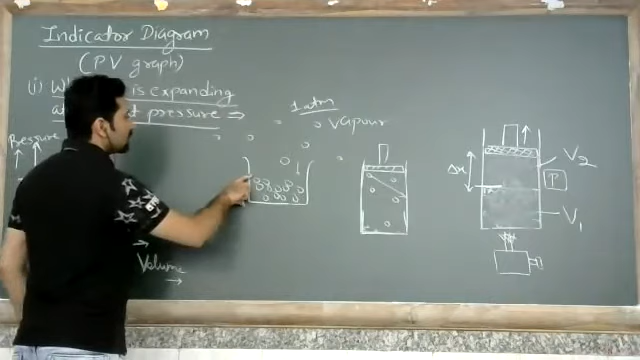 Indicator Diagram
(PV graph)
(i) is expanding
pressure ⇒
1 atm
vapour
Pressure
Volume
Δx
V₂
P
V₁